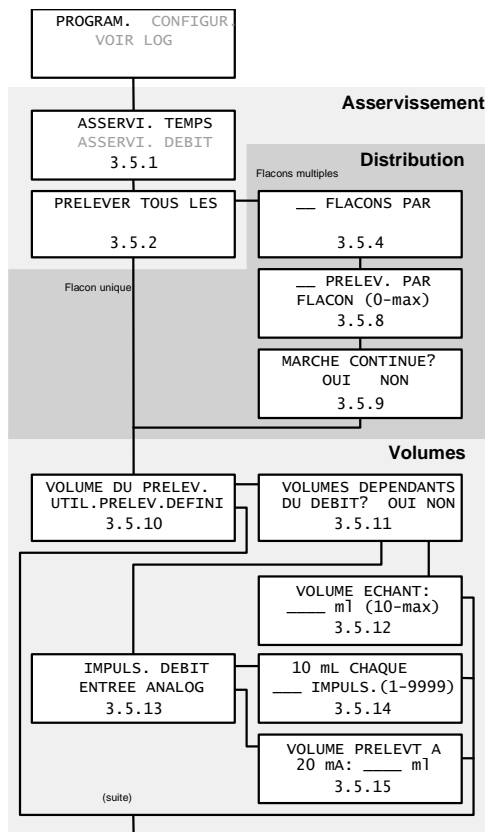 PROGRAM. CONFIGUR.
VOIR LOG
Asservissement
ASSERVI. TEMPS
ASSERVI. DEBIT
3.5.1
Distribution
Flacons multiples
PRELEVER TOUS LES
3.5.2
__ FLACONS PAR
3.5.4
Flacon unique
__ PRELEV. PAR
FLACON (0-max)
3.5.8
MARCHE CONTINUE?
OUI NON
3.5.9
Volumes
VOLUME DU PRELEV.
UTIL.PRELEV.DEFINI
3.5.10
VOLUMES DEPENDANTS
DU DEBIT? OUI NON
3.5.11
VOLUME ECHANT:
____ ml (10-max)
3.5.12
IMPULS. DEBIT
ENTREE ANALOG
3.5.13
10 mL CHAQUE
___ IMPULS.(1-9999)
3.5.14
VOLUME PRELEVT A
20 mA: ____ ml
3.5.15
(suite)